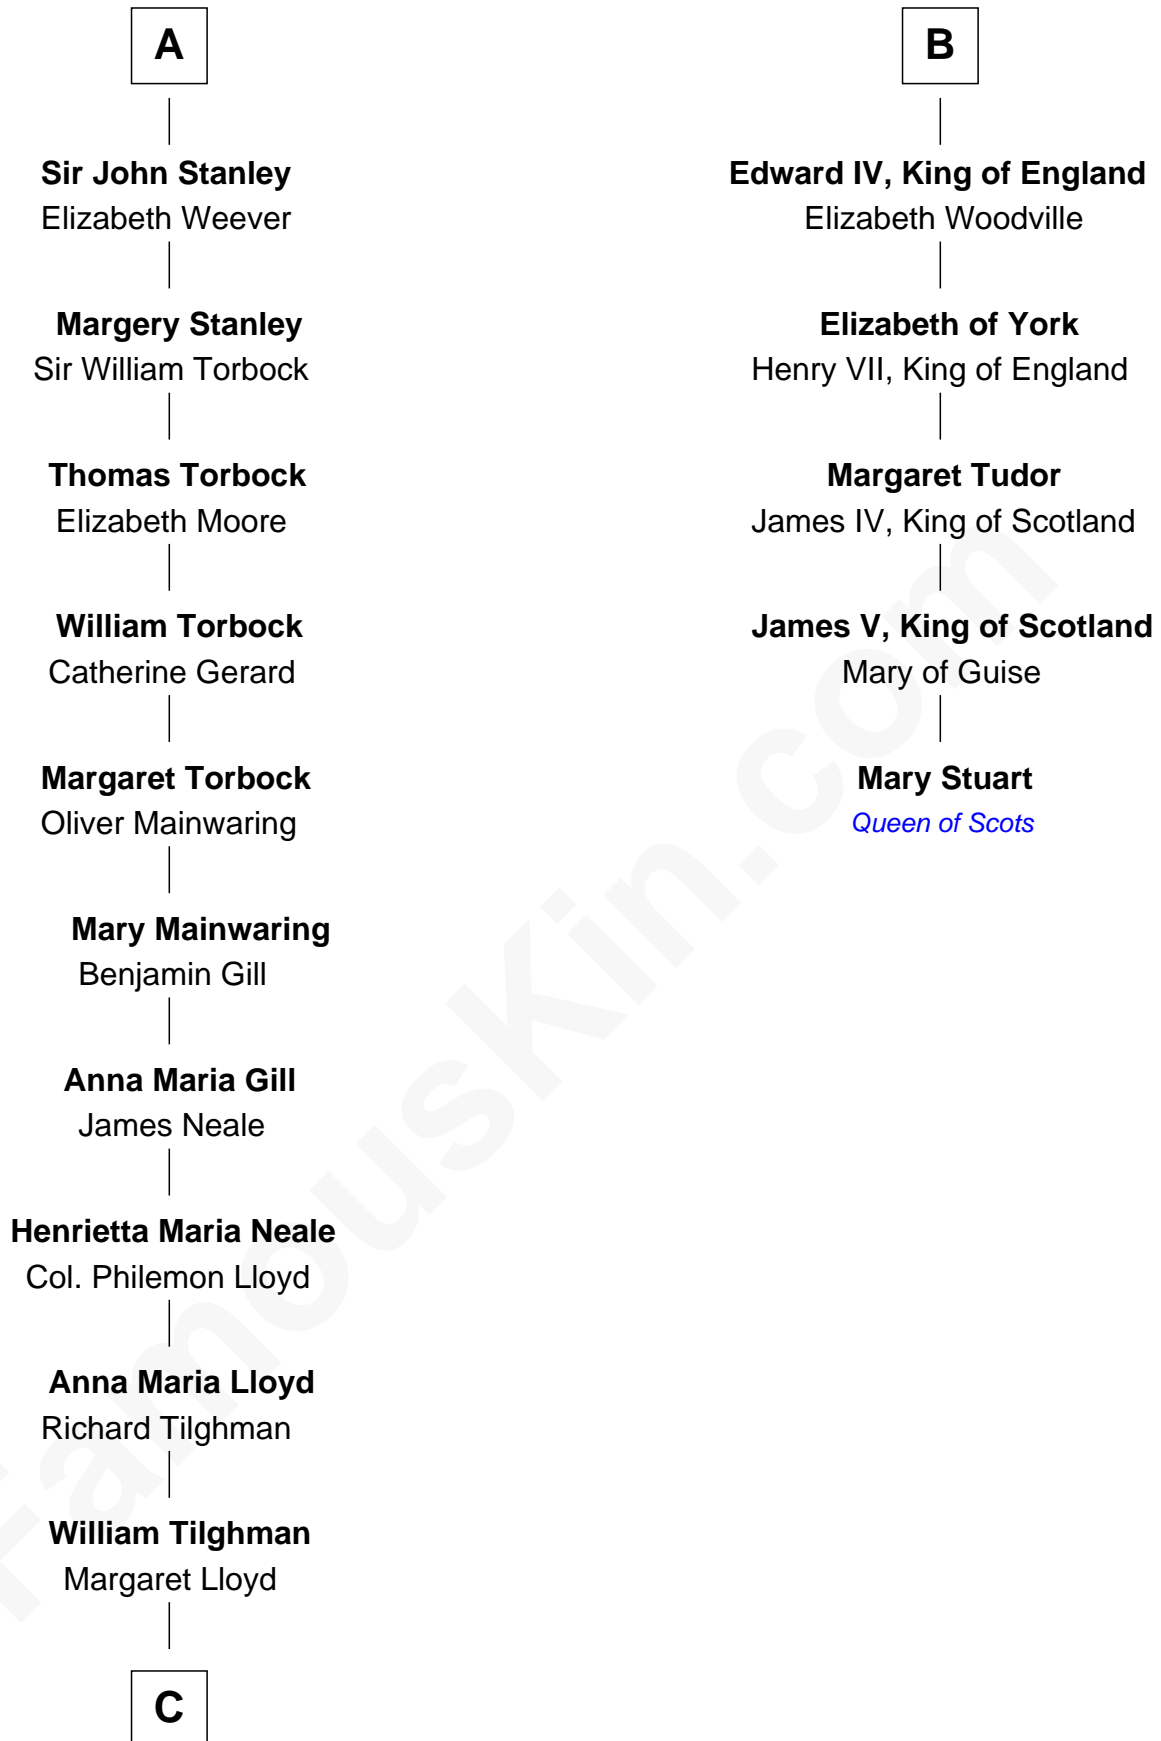 A
Sir John Stanley
Elizabeth Weever
Margery Stanley
Sir William Torbock
Thomas Torbock
Elizabeth Moore
William Torbock
Catherine Gerard
Margaret Torbock
Oliver Mainwaring
Mary Mainwaring
Benjamin Gill
Anna Maria Gill
James Neale
Henrietta Maria Neale
Col. Philemon Lloyd
Anna Maria Lloyd
Richard Tilghman
William Tilghman
Margaret Lloyd
C
B
Edward IV, King of England
Elizabeth Woodville
Elizabeth of York
Henry VII, King of England
Margaret Tudor
James IV, King of Scotland
James V, King of Scotland
Mary of Guise
Mary Stuart
Queen of Scots
FamousKin.com